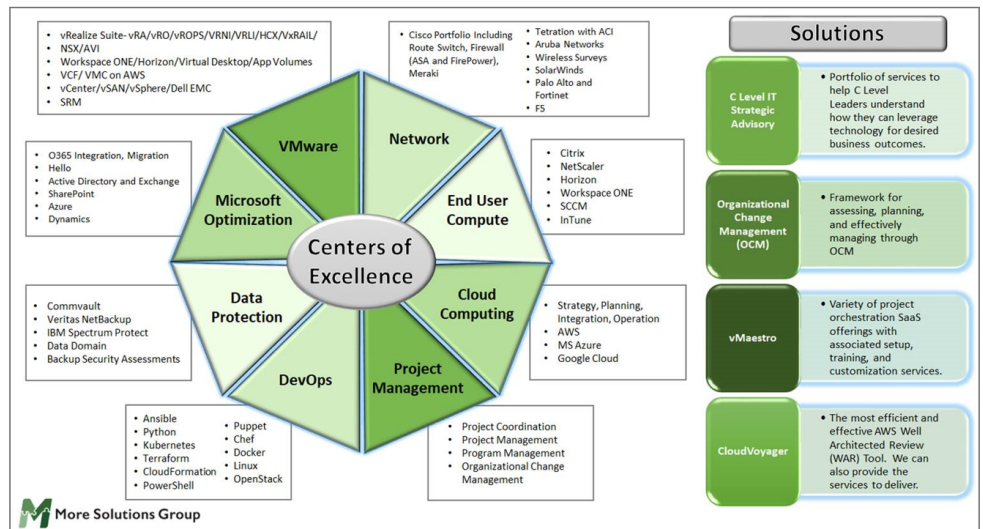 • vRealize Suite- vRA/vRO/vROPS/VRNI/VRLI/HCX/VxRAIL/
• NSX/AVI
• Workspace ONE/Horizon/Virtual Desktop/App Volumes
• VCF/ VMC on AWS
• vCenter/vSAN/vSphere/Dell EMC
• SRM
• Cisco Portfolio Including
Route Switch, Firewall
(ASA and FirePower),
Meraki
• Tetration with ACI
• Aruba Networks
• Wireless Surveys
• SolarWinds
• Palo Alto and
Fortinet
• F5
VMware
Network
• O365 Integration, Migration
• Hello
• Active Directory and Exchange
• SharePoint
• Azure
• Dynamics
Microsoft
Optimization
End User
Compute
• Citrix
• NetScaler
• Horizon
• Workspace ONE
• SCCM
• InTune
Centers of
Excellence
• Commvault
• Veritas NetBackup
• IBM Spectrum Protect
• Data Domain
• Backup Security Assessments
Data
Protection
Cloud
Computing
• Strategy, Planning,
Integration, Operation
• AWS
• MS Azure
• Google Cloud
DevOps
Project
Management
• Ansible
• Python
• Kubernetes
• Terraform
• CloudFormation
• PowerShell
• Puppet
• Chef
• Docker
• Linux
• OpenStack
• Project Coordination
• Project Management
• Program Management
• Organizational Change
Management
Solutions
C Level IT
Strategic
Advisory
• Portfolio of services to
help C Level
Leaders understand
how they can leverage
technology for desired
business outcomes.
Organizational
Change
Management
(OCM)
• Framework for
assessing, planning,
and effectively
managing through
OCM
vMaestro
• Variety of project
orchestration SaaS
offerings with
associated setup,
training, and
customization services.
CloudVoyager
• The most efficient and
effective AWS Well
Architected Review
(WAR) Tool. We can
also provide the
services to deliver.
More Solutions Group